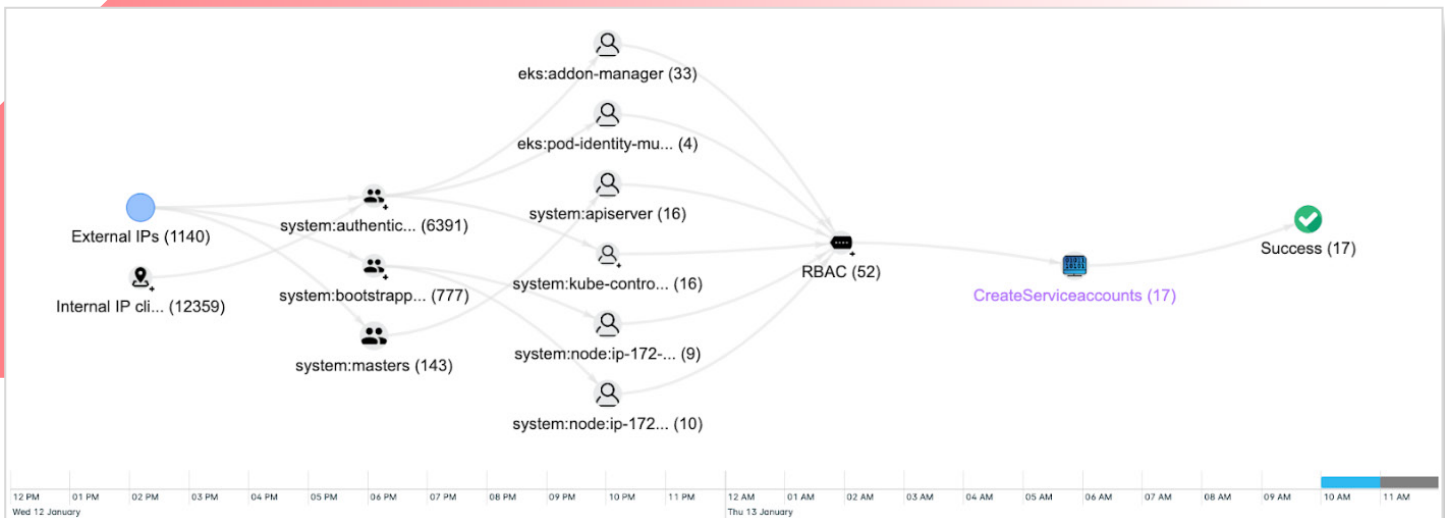 eks:addon-manager (33)
eks:pod-identity-mu... (4)
system:apiserver (16)
system:kube-contro... (16)
system:node:ip-172-... (9)
system:node:ip-172... (10)
External IPs (1140)
Internal IP cli... (12359)
system:authentic... (6391)
system:bootstrapp... (777)
system:masters (143)
RBAC (52)
CreateServiceaccounts (17)
Success (17)
12 PM 01 PM 02 PM 03 PM 04 PM 05 PM 06 PM 07 PM 08 PM 09 PM 10 PM 11 PM 12 AM 01 AM 02 AM 03 AM 04 AM 05 AM 06 AM 07 AM 08 AM 09 AM 10 AM 11 AM
Wed 12 January Thu 13 January